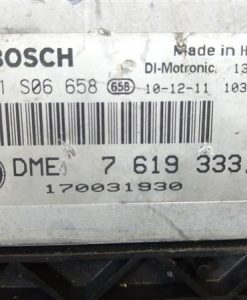 BOSCH
Made in H
1 S06 658 658 10-12-11 103
DI-Motronic, 13
DME 7 619 333
170031930